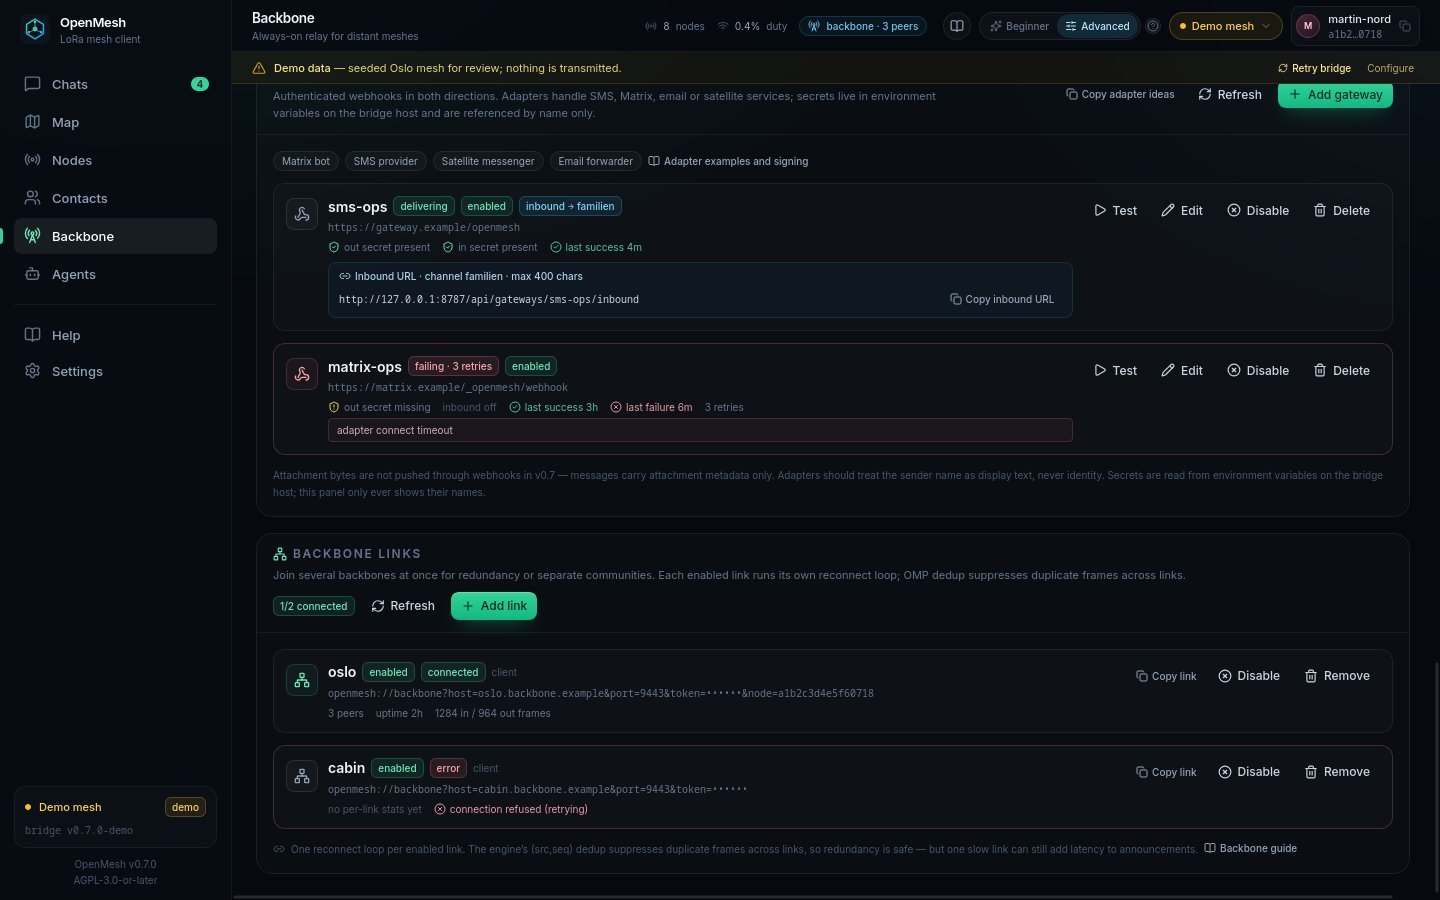 OpenMesh
LoRa mesh client
Chats
4
Map
Nodes
Contacts
Backbone
Agents
Help
Settings
Demo mesh
demo
bridge v0.7.0-demo
OpenMesh v0.7.0
AGPL-3.0-or-later
Backbone
Always-on relay for distant meshes
8 nodes
0.4% duty
backbone · 3 peers
Beginner
Advanced
Demo mesh
M
martin-nord
a1b2…0718
Demo data — seeded Oslo mesh for review; nothing is transmitted.
Retry bridge
Configure
Authenticated webhooks in both directions. Adapters handle SMS, Matrix, email or satellite services; secrets live in environment
variables on the bridge host and are referenced by name only.
Copy adapter ideas
Refresh
Add gateway
Matrix bot
SMS provider
Satellite messenger
Email forwarder
Adapter examples and signing
sms-ops
delivering
enabled
inbound → familien
https://gateway.example/openmesh
out secret present
in secret present
last success 4m
Inbound URL · channel familien · max 400 chars
http://127.0.0.1:8787/api/gateways/sms-ops/inbound
Copy inbound URL
Test
Edit
Disable
Delete
matrix-ops
failing · 3 retries
enabled
https://matrix.example/_openmesh/webhook
out secret missing
inbound off
last success 3h
last failure 6m
3 retries
adapter connect timeout
Test
Edit
Disable
Delete
Attachment bytes are not pushed through webhooks in v0.7 — messages carry attachment metadata only. Adapters should treat the sender name as display text, never identity. Secrets are read from environment variables on the bridge
host; this panel only ever shows their names.
BACKBONE LINKS
Join several backbones at once for redundancy or separate communities. Each enabled link runs its own reconnect loop; OMP dedup suppresses duplicate frames across links.
1/2 connected
Refresh
Add link
oslo
enabled
connected
client
openmesh://backbone?host=oslo.backbone.example&port=9443&token=••••••&node=a1b2c3d4e5f60718
3 peers
uptime 2h
1284 in / 964 out frames
Copy link
Disable
Remove
cabin
enabled
error
client
openmesh://backbone?host=cabin.backbone.example&port=9443&token=••••••
no per-link stats yet
connection refused (retrying)
Copy link
Disable
Remove
One reconnect loop per enabled link. The engine's (src,seq) dedup suppresses duplicate frames across links, so redundancy is safe — but one slow link can still add latency to announcements.
Backbone guide